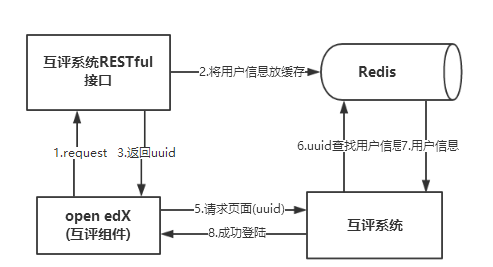 互评系统RESTful
接口
2.将用户信息放缓存
Redis
1.request
3.返回uuid
6.uuid查找用户信息
7.用户信息
open edX
(互评组件)
5.请求页面(uuid)
8.成功登陆
互评系统